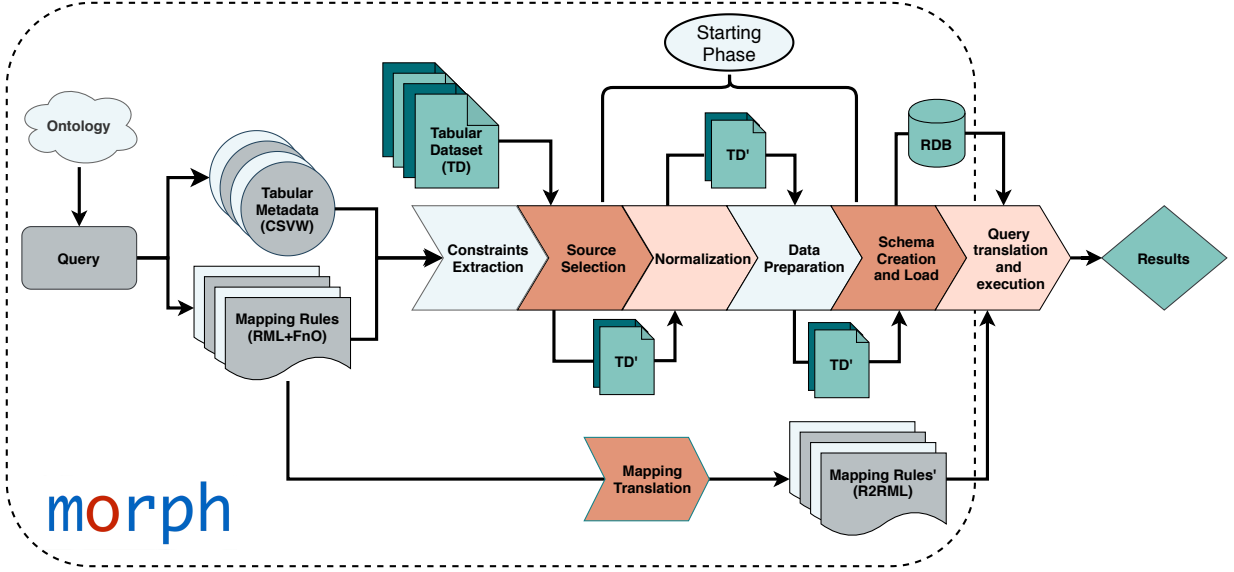 Starting
Phase
Ontology
Tabular
Dataset
(TD)
TD'
RDB
Tabular
Metadata
(CSVW)
Query
Constraints
Extraction
Source
Selection
Normalization
Data
Preparation
Schema
Creation
and Load
Query
translation
and
execution
Results
Mapping Rules
(RML+FnO)
TD'
TD'
Mapping
Translation
Mapping Rules'
(R2RML)
morph